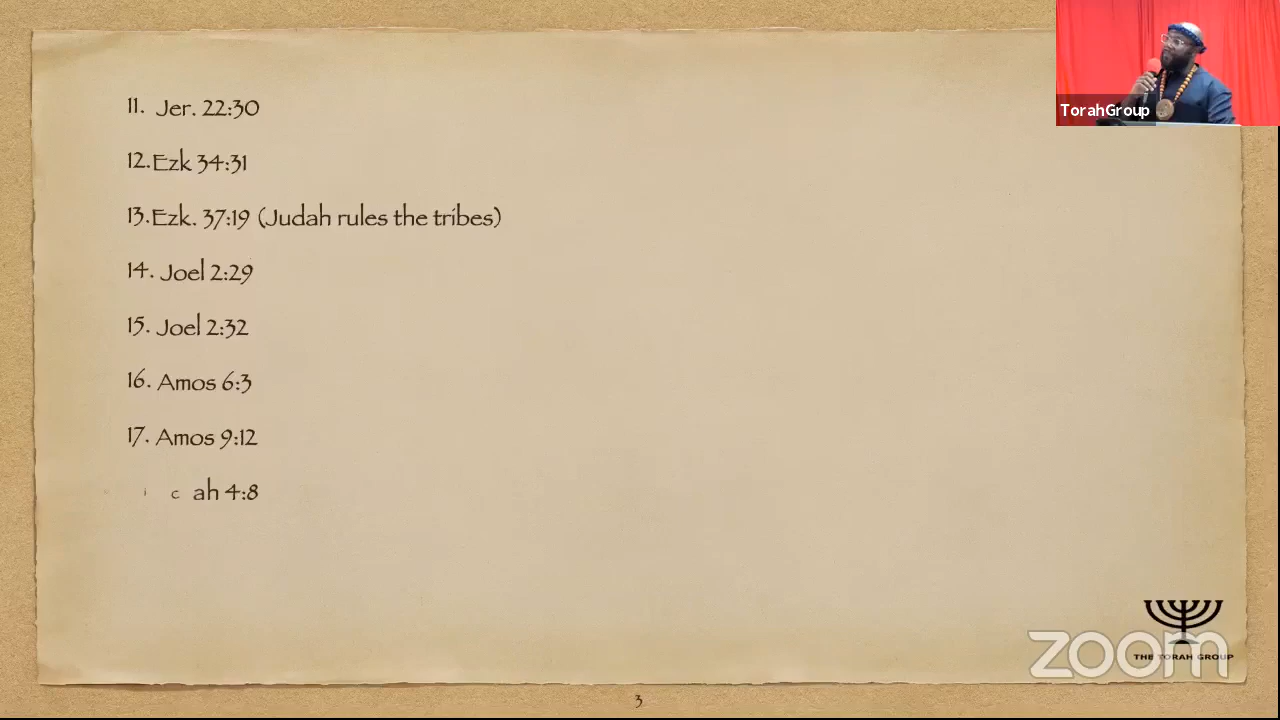 TorahGroup
11. Jer. 22:30
12. Ezk 34:31
13. Ezk. 37:19 (Judah rules the tribes)
14. Joel 2:29
15. Joel 2:32
16. Amos 6:3
17. Amos 9:12
i c ah 4:8
zoom
THE TORAH GROUP
3